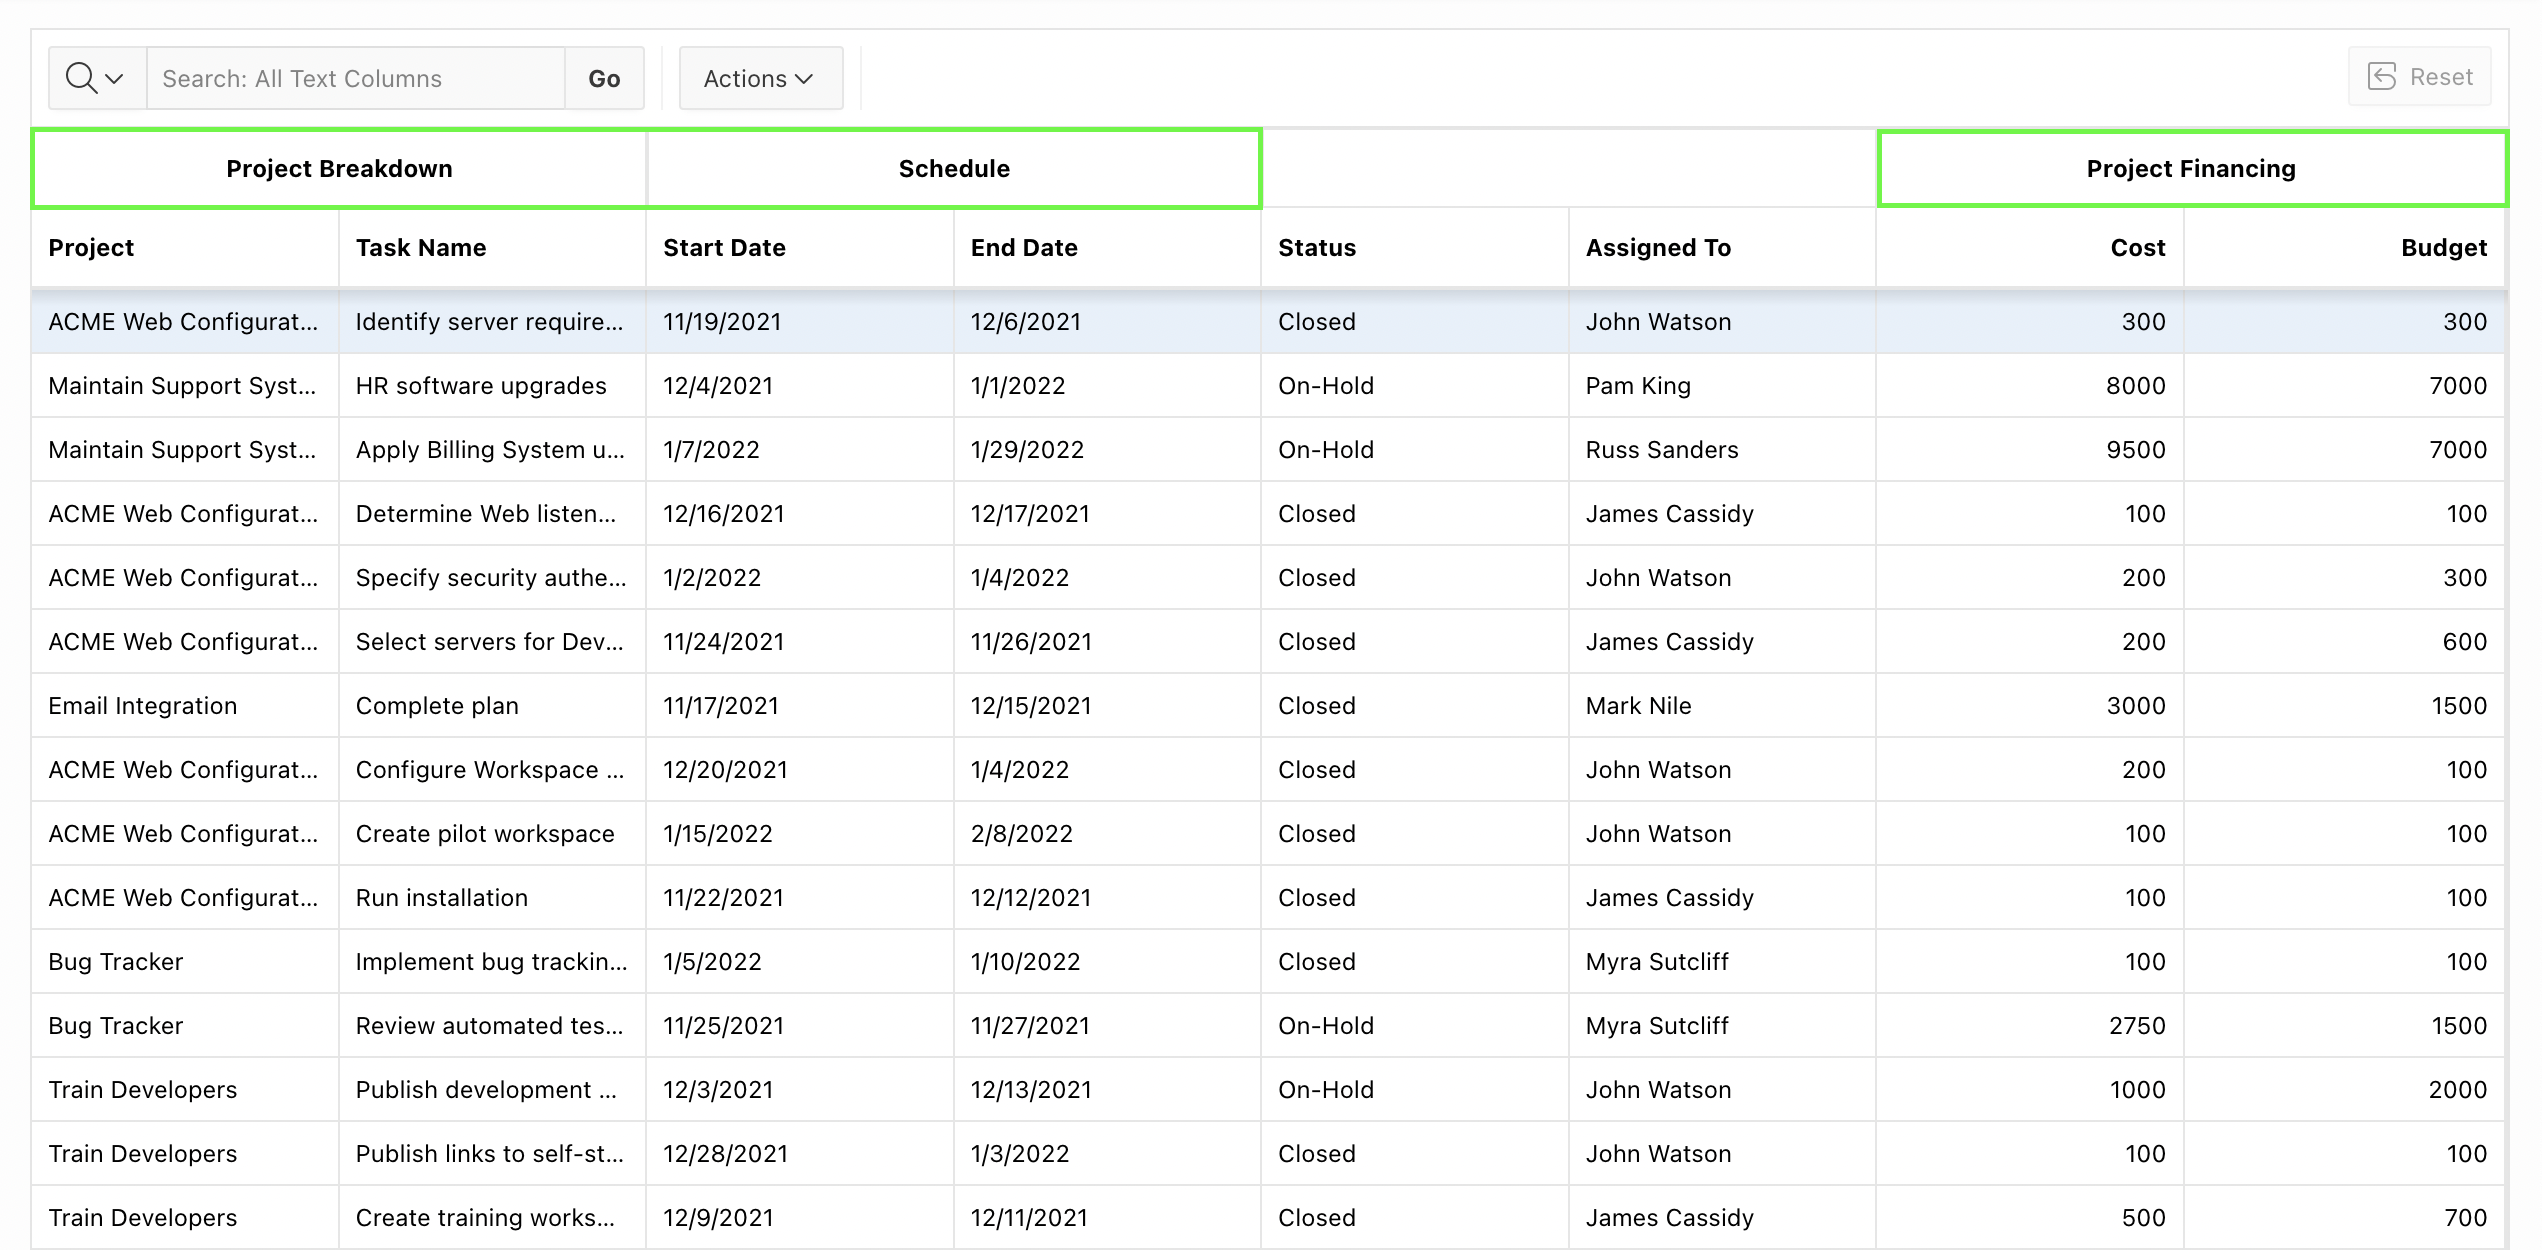 Search: All Text Columns Go Actions Reset
Project Breakdown Schedule Project Financing
Project Task Name Start Date End Date Status Assigned To Cost Budget
ACME Web Configurat... Identify server require... 11/19/2021 12/6/2021 Closed John Watson 300 300
Maintain Support Syst... HR software upgrades 12/4/2021 1/1/2022 On-Hold Pam King 8000 7000
Maintain Support Syst... Apply Billing System u... 1/7/2022 1/29/2022 On-Hold Russ Sanders 9500 7000
ACME Web Configurat... Determine Web listen... 12/16/2021 12/17/2021 Closed James Cassidy 100 100
ACME Web Configurat... Specify security authe... 1/2/2022 1/4/2022 Closed John Watson 200 300
ACME Web Configurat... Select servers for Dev... 11/24/2021 11/26/2021 Closed James Cassidy 200 600
Email Integration Complete plan 11/17/2021 12/15/2021 Closed Mark Nile 3000 1500
ACME Web Configurat... Configure Workspace ... 12/20/2021 1/4/2022 Closed John Watson 200 100
ACME Web Configurat... Create pilot workspace 1/15/2022 2/8/2022 Closed John Watson 100 100
ACME Web Configurat... Run installation 11/22/2021 12/12/2021 Closed James Cassidy 100 100
Bug Tracker Implement bug trackin... 1/5/2022 1/10/2022 Closed Myra Sutcliff 100 100
Bug Tracker Review automated tes... 11/25/2021 11/27/2021 On-Hold Myra Sutcliff 2750 1500
Train Developers Publish development ... 12/3/2021 12/13/2021 On-Hold John Watson 1000 2000
Train Developers Publish links to self-st... 12/28/2021 1/3/2022 Closed John Watson 100 100
Train Developers Create training works... 12/9/2021 12/11/2021 Closed James Cassidy 500 700